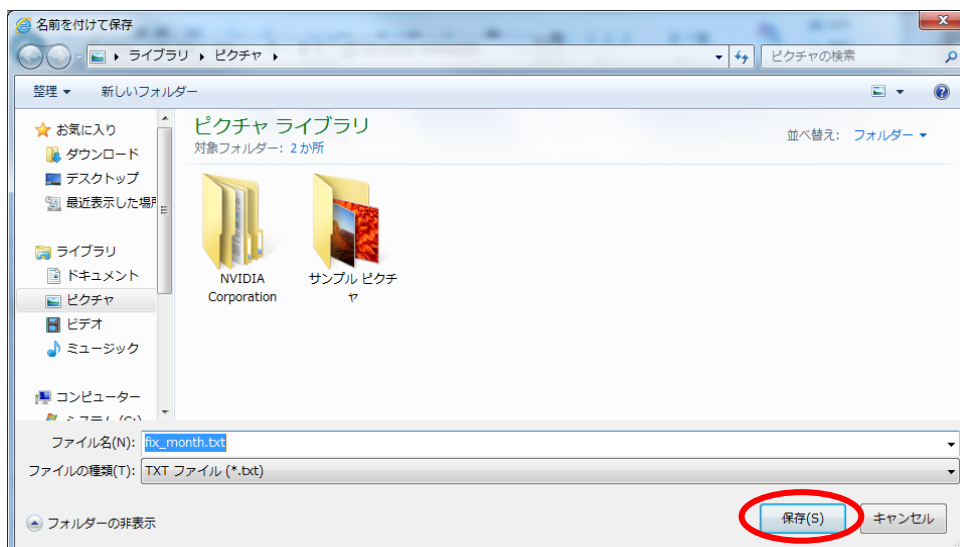 名前を付けて保存
ライブラリ ピクチャ
ピクチャの検索
整理 新しいフォルダー
お気に入り
ダウンロード
デスクトップ
最近表示した場所
ライブラリ
ドキュメント
ピクチャ
ビデオ
ミュージック
コンピューター
ピクチャ ライブラリ
対象フォルダー: 2 か所
並べ替え: フォルダー
NVIDIA
Corporation
サンプル ピクチ
ャ
ファイル名(N): fix_month.txt
ファイルの種類(T): TXT ファイル (*.txt)
フォルダーの非表示
保存(S) キャンセル